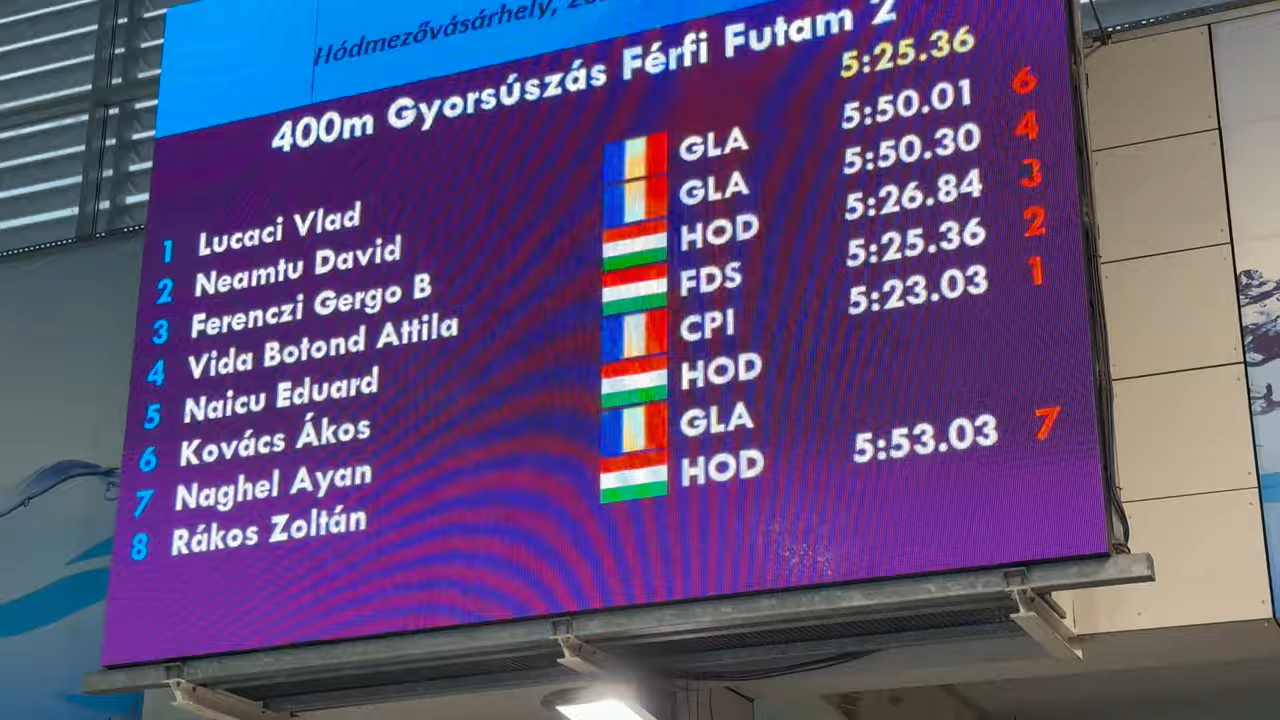 Hódmezővásárhely,
400m Gyorsúszás Férfi Futam 2
5:25.36
1 Lucaci Vlad GLA 5:50.01 6
2 Neamtu David GLA 5:50.30 4
3 Ferenczi Gergo B HOD 5:26.84 3
4 Vida Botond Attila FDS 5:25.36 2
5 Naicu Eduard CPI 5:23.03 1
6 Kovács Ákos HOD
7 Naghel Ayan GLA
8 Rákos Zoltán HOD 5:53.03 7